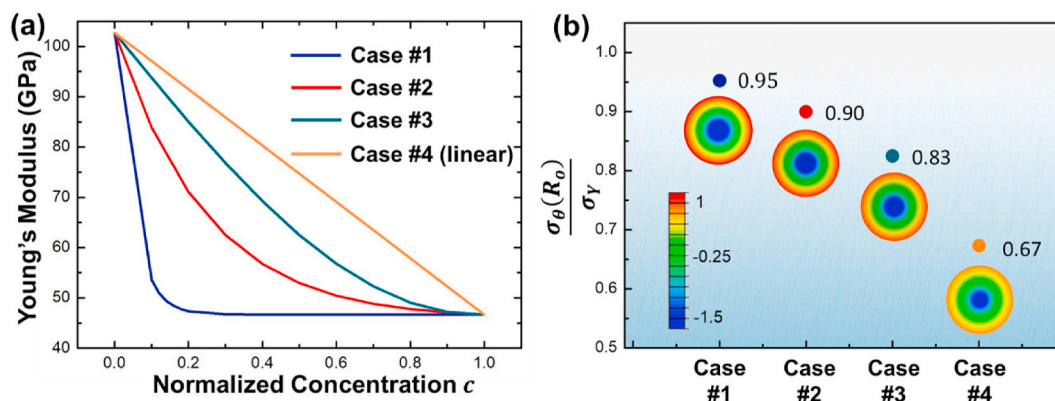 (a)
Young's Modulus (GPa)
100
90
80
70
60
50
40
0.0 0.2 0.4 0.6 0.8 1.0
Normalized Concentration c
Case #1
Case #2
Case #3
Case #4 (linear)
(b)
σθ(Ro)
σY
1.0
0.9
0.8
0.7
0.6
0.5
0.95
0.90
0.83
0.67
1
-0.25
-1.5
Case Case Case Case
#1 #2 #3 #4